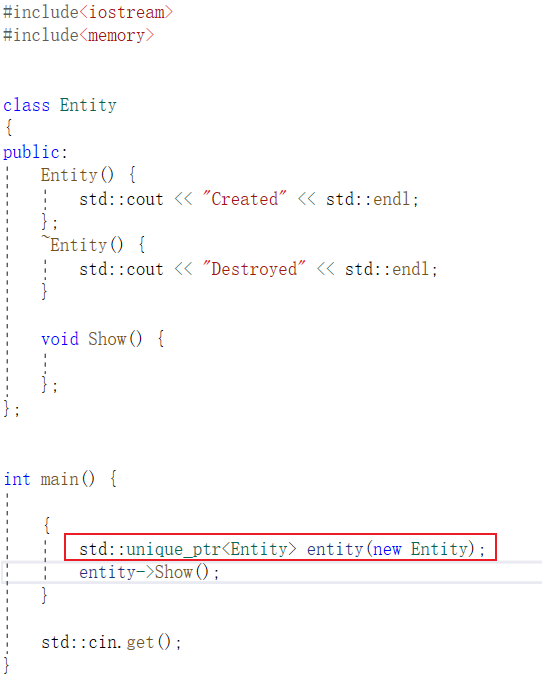 #include<iostream>
#include<memory>
class Entity
{
public:
Entity() {
std::cout << "Created" << std::endl;
};
~Entity() {
std::cout << "Destroyed" << std::endl;
}
void Show() {
};
};
int main() {
{
std::unique_ptr<Entity> entity(new Entity);
entity->Show();
}
std::cin.get();
}